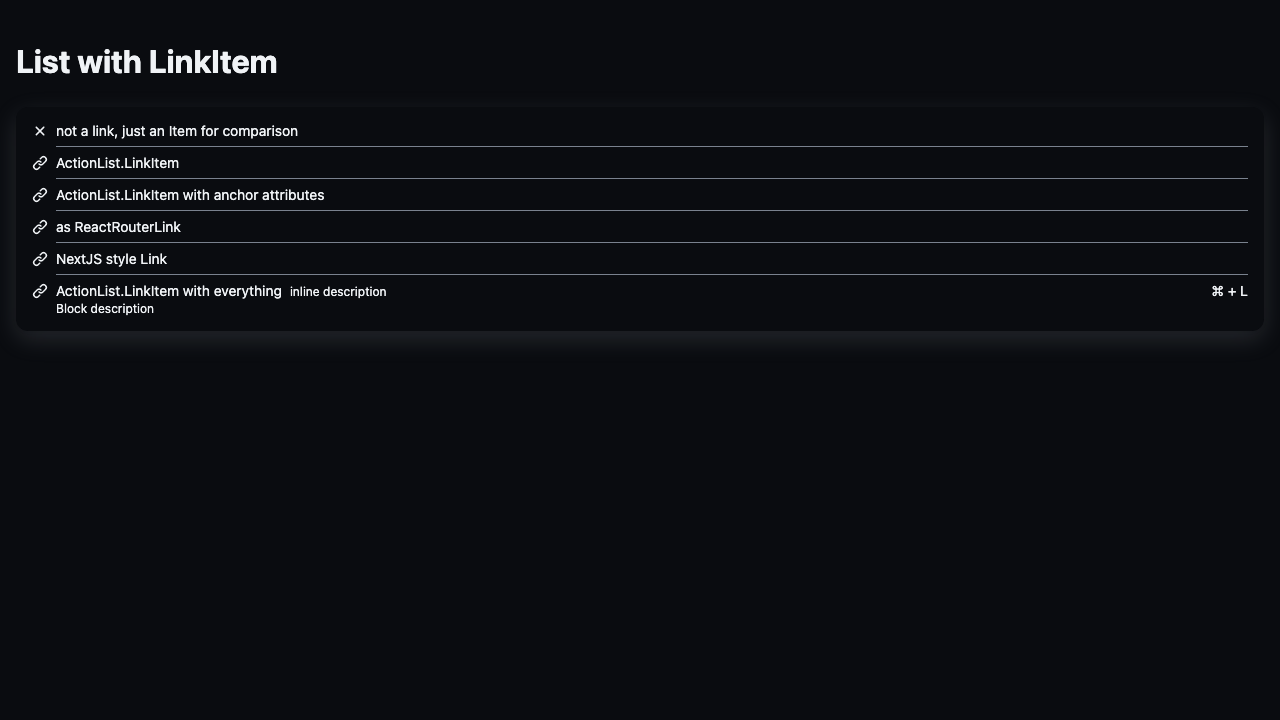 List with LinkItem
not a link, just an Item for comparison
ActionList.LinkItem
ActionList.LinkItem with anchor attributes
as ReactRouterLink
NextJS style Link
ActionList.LinkItem with everything inline description ⌘ + L
Block description